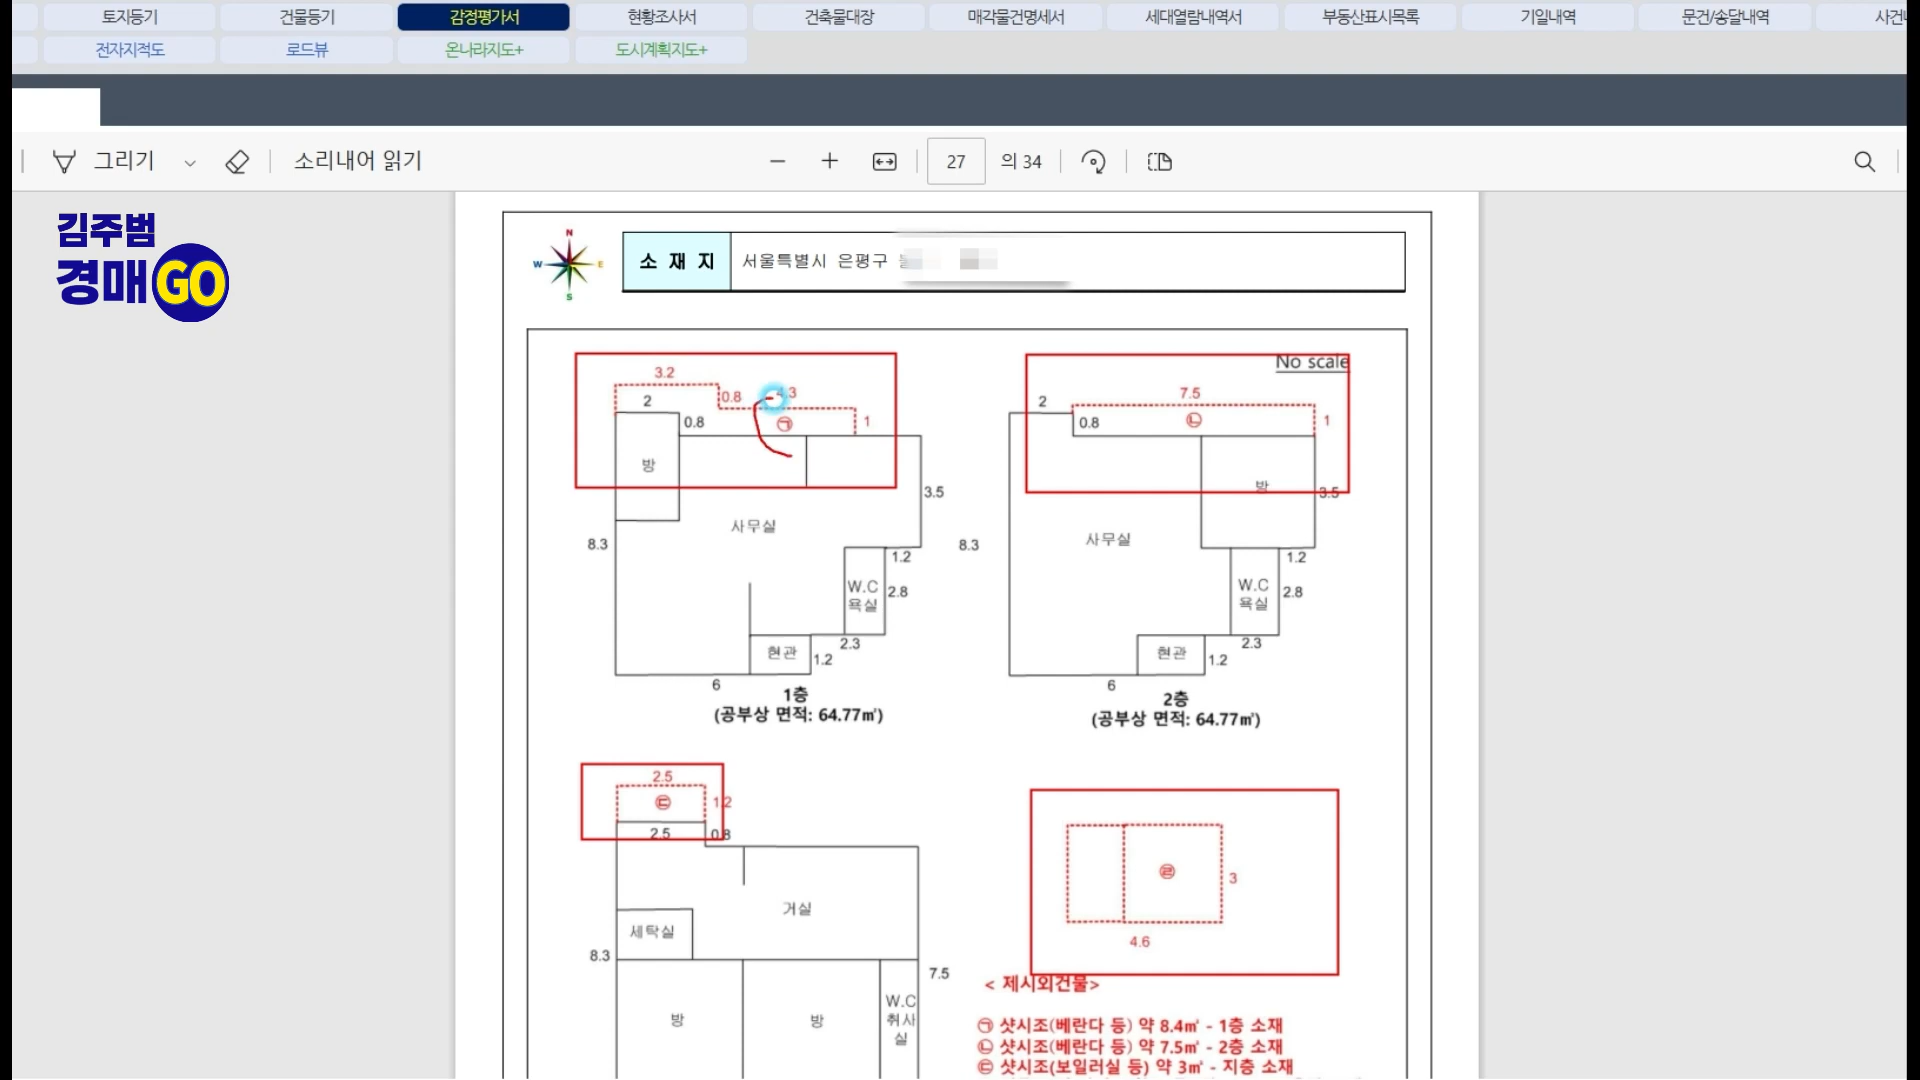 토지등기 건물등기 감정평가서 현황조사서 건축물대장 매각물건명세서 세대열람내역서 부동산표시목록 기일내역 문건/송달내역 사건
전자지적도 로드뷰 온나라지도+ 도시계획지도+
그리기 소리내어 읽기 27 의 34
김주범
경매GO
N
W E
S
소 재 지 서울특별시 은평구
No scale
3.2
2
0.8
4.3
0.8
㉠
1
방
사무실
3.5
8.3
1.2
W.C
욕실
2.8
2.3
현관
1.2
6
1층
(공부상 면적: 64.77㎡)
7.5
2
0.8
㉡
1
방
3.5
사무실
8.3
1.2
W.C
욕실
2.8
2.3
현관
1.2
6
2층
(공부상 면적: 64.77㎡)
2.5
㉢
1.2
2.5
0.8
거실
세탁실
8.3
7.5
방
방
W.C
취사
실
㉣
3
4.6
< 제시외건물>
㉠ 샷시조(베란다 등) 약 8.4㎡ - 1층 소재
㉡ 샷시조(베란다 등) 약 7.5㎡ - 2층 소재
㉢ 샷시조(보일러실 등) 약 3㎡ - 지층 소재